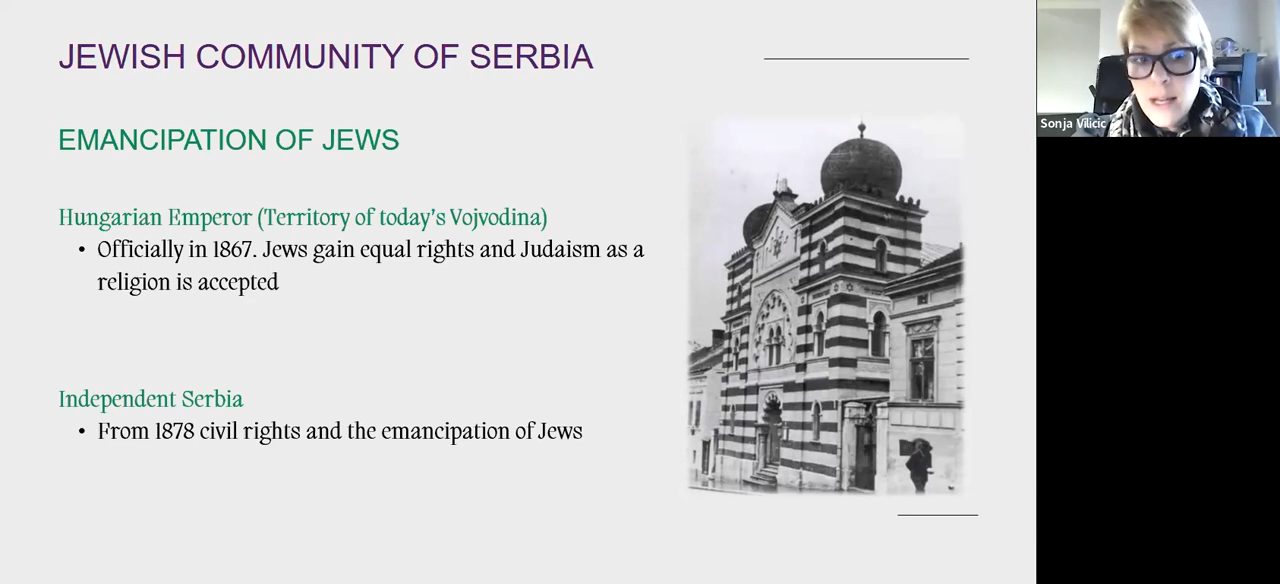 JEWISH COMMUNITY OF SERBIA
EMANCIPATION OF JEWS
Hungarian Emperor (Territory of today's Vojvodina)
• Officially in 1867. Jews gain equal rights and Judaism as a
religion is accepted
Independent Serbia
• From 1878 civil rights and the emancipation of Jews
Sonja Vilicic